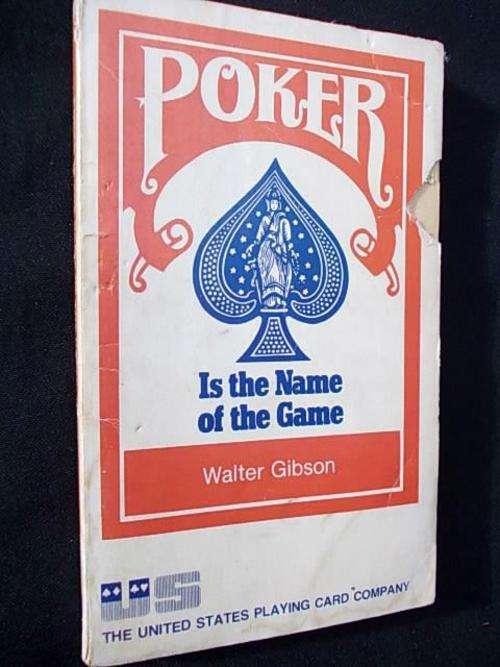 POKER
Is the Name
of the Game
Walter Gibson
US
THE UNITED STATES PLAYING CARD COMPANY